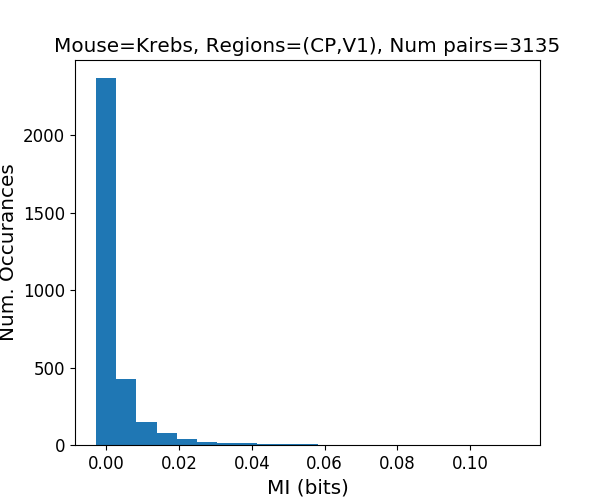 Mouse=Krebs, Regions=(CP,V1), Num pairs=3135
Num. Occurances
2000
1500
1000
500
0
0.00 0.02 0.04 0.06 0.08 0.10
MI (bits)